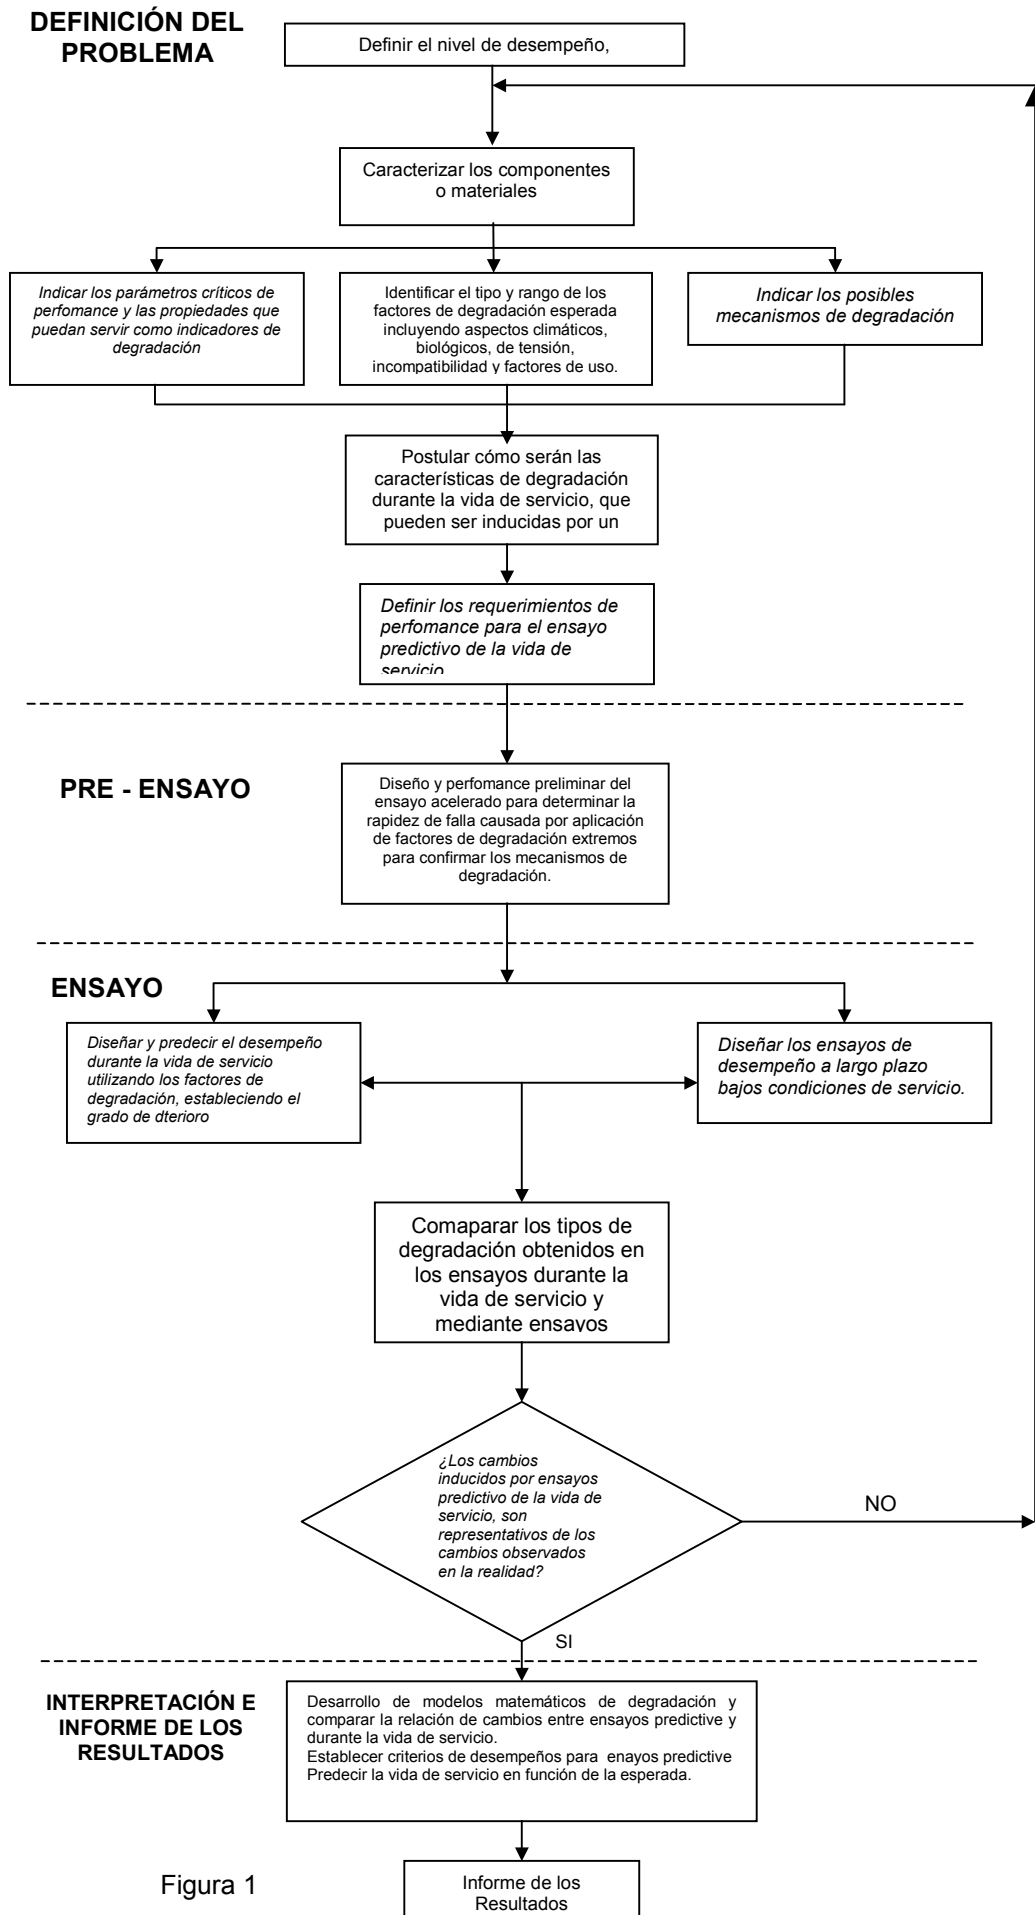 DEFINICIÓN DEL
PROBLEMA
Definir el nivel de desempeño,
Caracterizar los componentes
o materiales
Indicar los parámetros críticos de
perfomance y las propiedades que
puedan servir como indicadores de
degradación
Identificar el tipo y rango de los
factores de degradación esperada
incluyendo aspectos climáticos,
biológicos, de tensión,
incompatibilidad y factores de uso.
Indicar los posibles
mecanismos de degradación
Postular cómo serán las
características de degradación
durante la vida de servicio, que
pueden ser inducidas por un
Definir los requerimientos de
perfomance para el ensayo
predictivo de la vida de
servicio
PRE - ENSAYO
Diseño y perfomance preliminar del
ensayo acelerado para determinar la
rapidez de falla causada por aplicación
de factores de degradación extremos
para confirmar los mecanismos de
degradación.
ENSAYO
Diseñar y predecir el desempeño
durante la vida de servicio
utilizando los factores de
degradación, estableciendo el
grado de dterioro
Diseñar los ensayos de
desempeño a largo plazo
bajos condiciones de servicio.
Comaparar los tipos de
degradación obtenidos en
los ensayos durante la
vida de servicio y
mediante ensayos
¿Los cambios
inducidos por ensayos
predictivo de la vida de
servicio, son
representativos de los
cambios observados
en la realidad?
NO
SI
INTERPRETACIÓN E
INFORME DE LOS
RESULTADOS
Desarrollo de modelos matemáticos de degradación y
comparar la relación de cambios entre ensayos predictive y
durante la vida de servicio.
Establecer criterios de desempeños para enayos predictive
Predecir la vida de servicio en función de la esperada.
Figura 1
Informe de los
Resultados